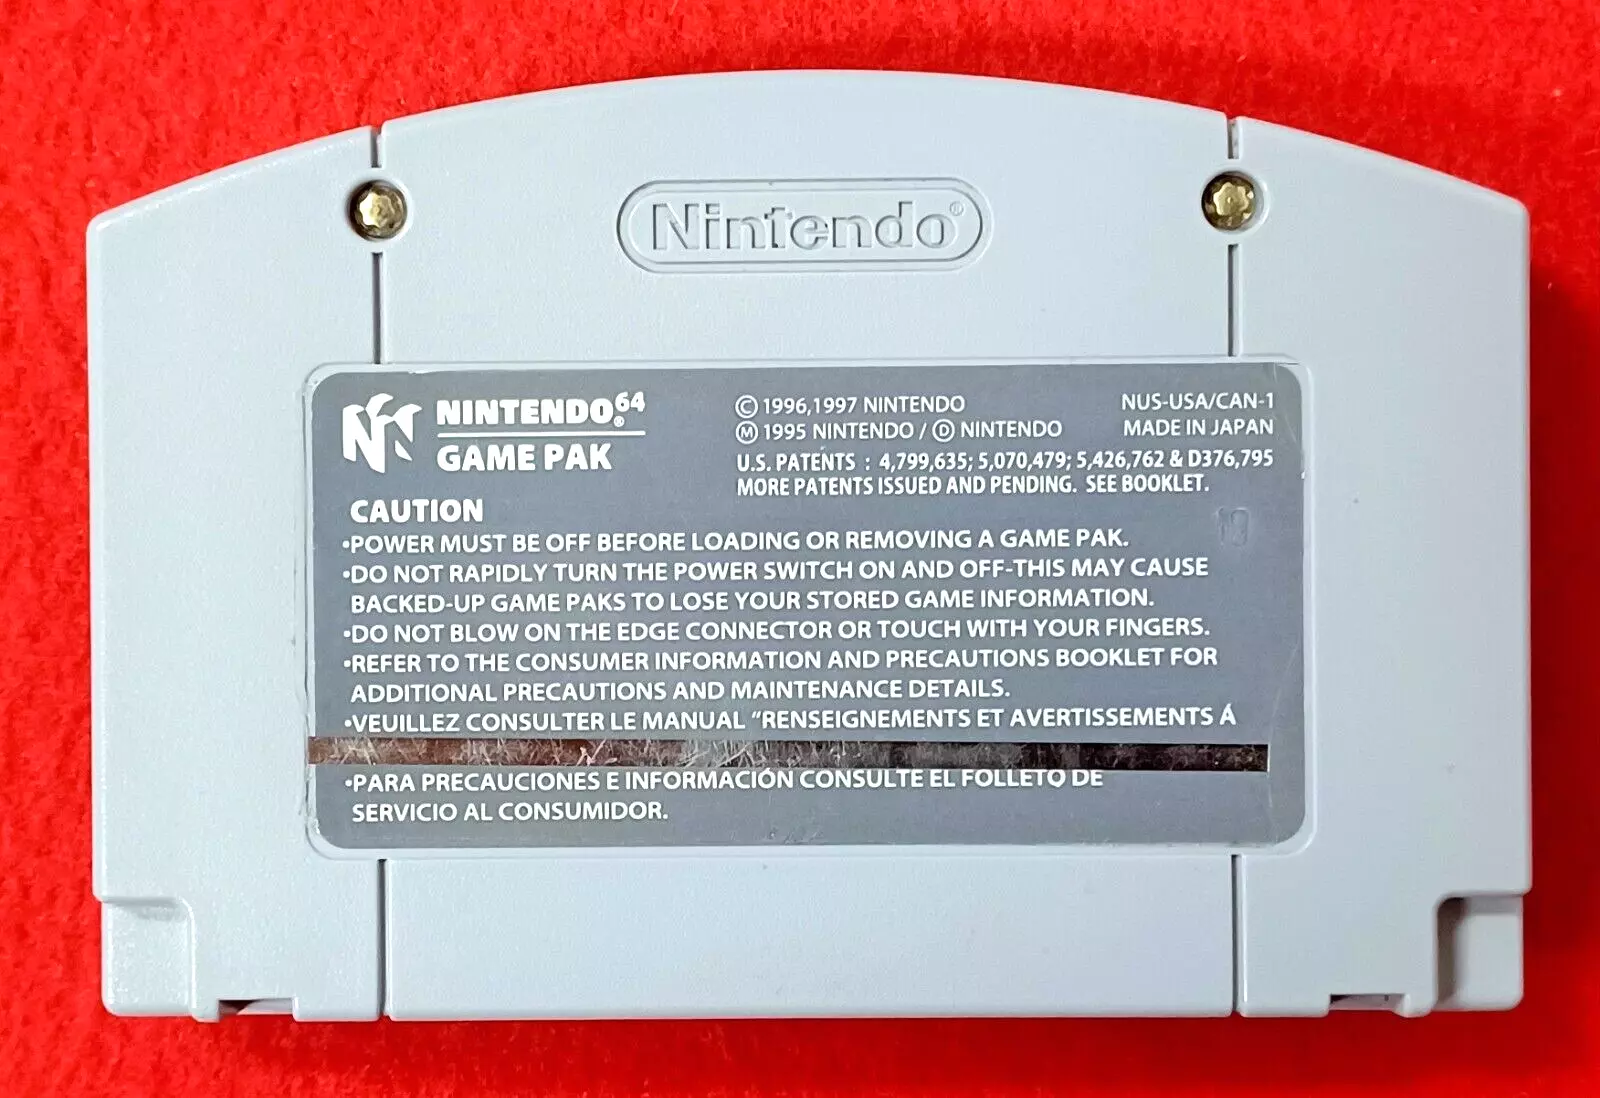 Nintendo®
NINTENDO®64
GAME PAK
© 1996,1997 NINTENDO
Ⓜ 1995 NINTENDO / Ⓓ NINTENDO
NUS-USA/CAN-1
MADE IN JAPAN
U.S. PATENTS : 4,799,635; 5,070,479; 5,426,762 & D376,795
MORE PATENTS ISSUED AND PENDING. SEE BOOKLET.
CAUTION
•POWER MUST BE OFF BEFORE LOADING OR REMOVING A GAME PAK.
•DO NOT RAPIDLY TURN THE POWER SWITCH ON AND OFF-THIS MAY CAUSE
BACKED-UP GAME PAKS TO LOSE YOUR STORED GAME INFORMATION.
•DO NOT BLOW ON THE EDGE CONNECTOR OR TOUCH WITH YOUR FINGERS.
•REFER TO THE CONSUMER INFORMATION AND PRECAUTIONS BOOKLET FOR
ADDITIONAL PRECAUTIONS AND MAINTENANCE DETAILS.
•VEUILLEZ CONSULTER LE MANUAL “RENSEIGNEMENTS ET AVERTISSEMENTS Á
•PARA PRECAUCIONES E INFORMACIÓN CONSULTE EL FOLLETO DE
SERVICIO AL CONSUMIDOR.